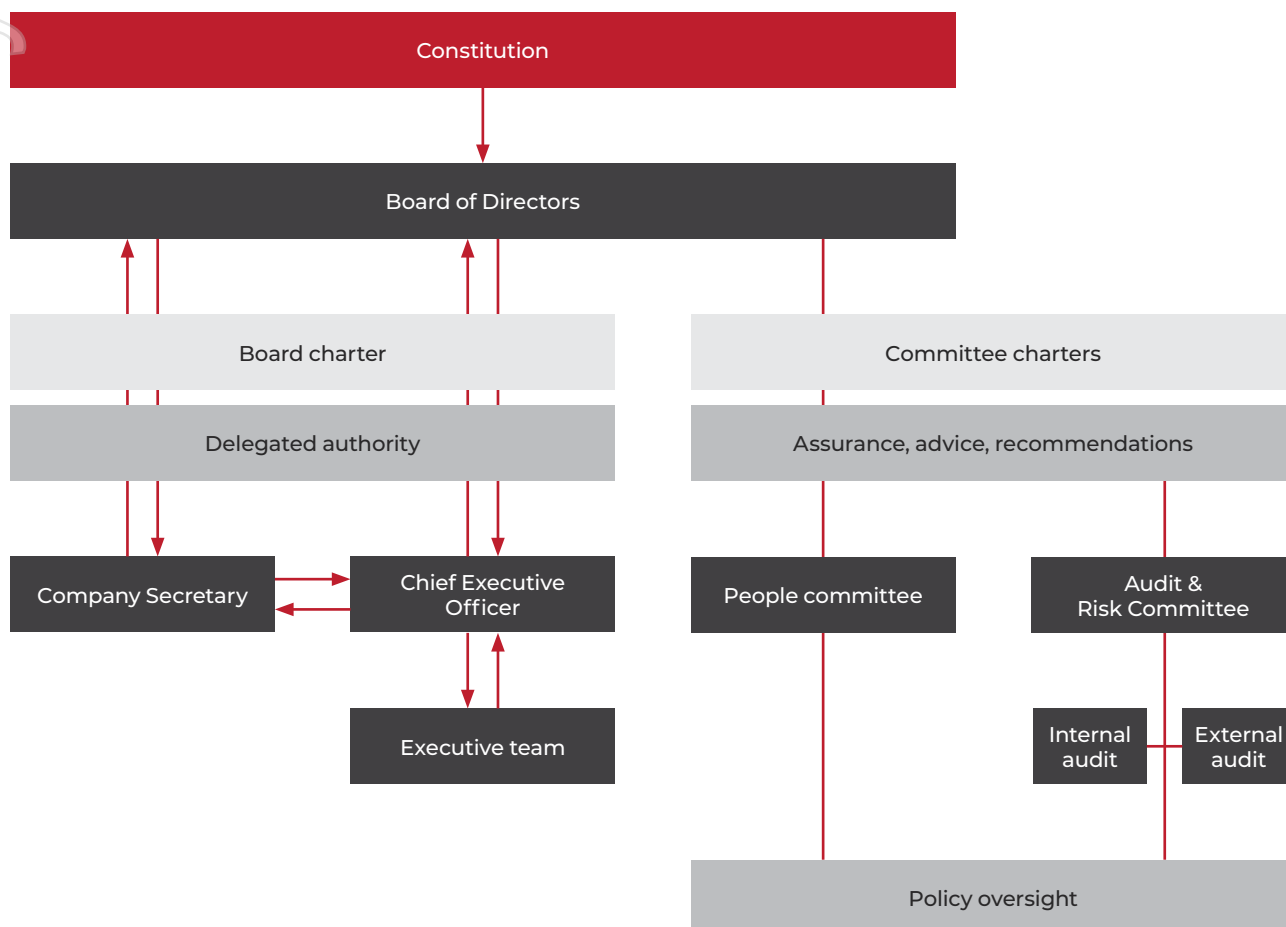 Constitution
Board of Directors
Board charter
Committee charters
Delegated authority
Assurance, advice, recommendations
Company Secretary
Chief Executive
Officer
People committee
Audit &
Risk Committee
Executive team
Internal
audit
External
audit
Policy oversight